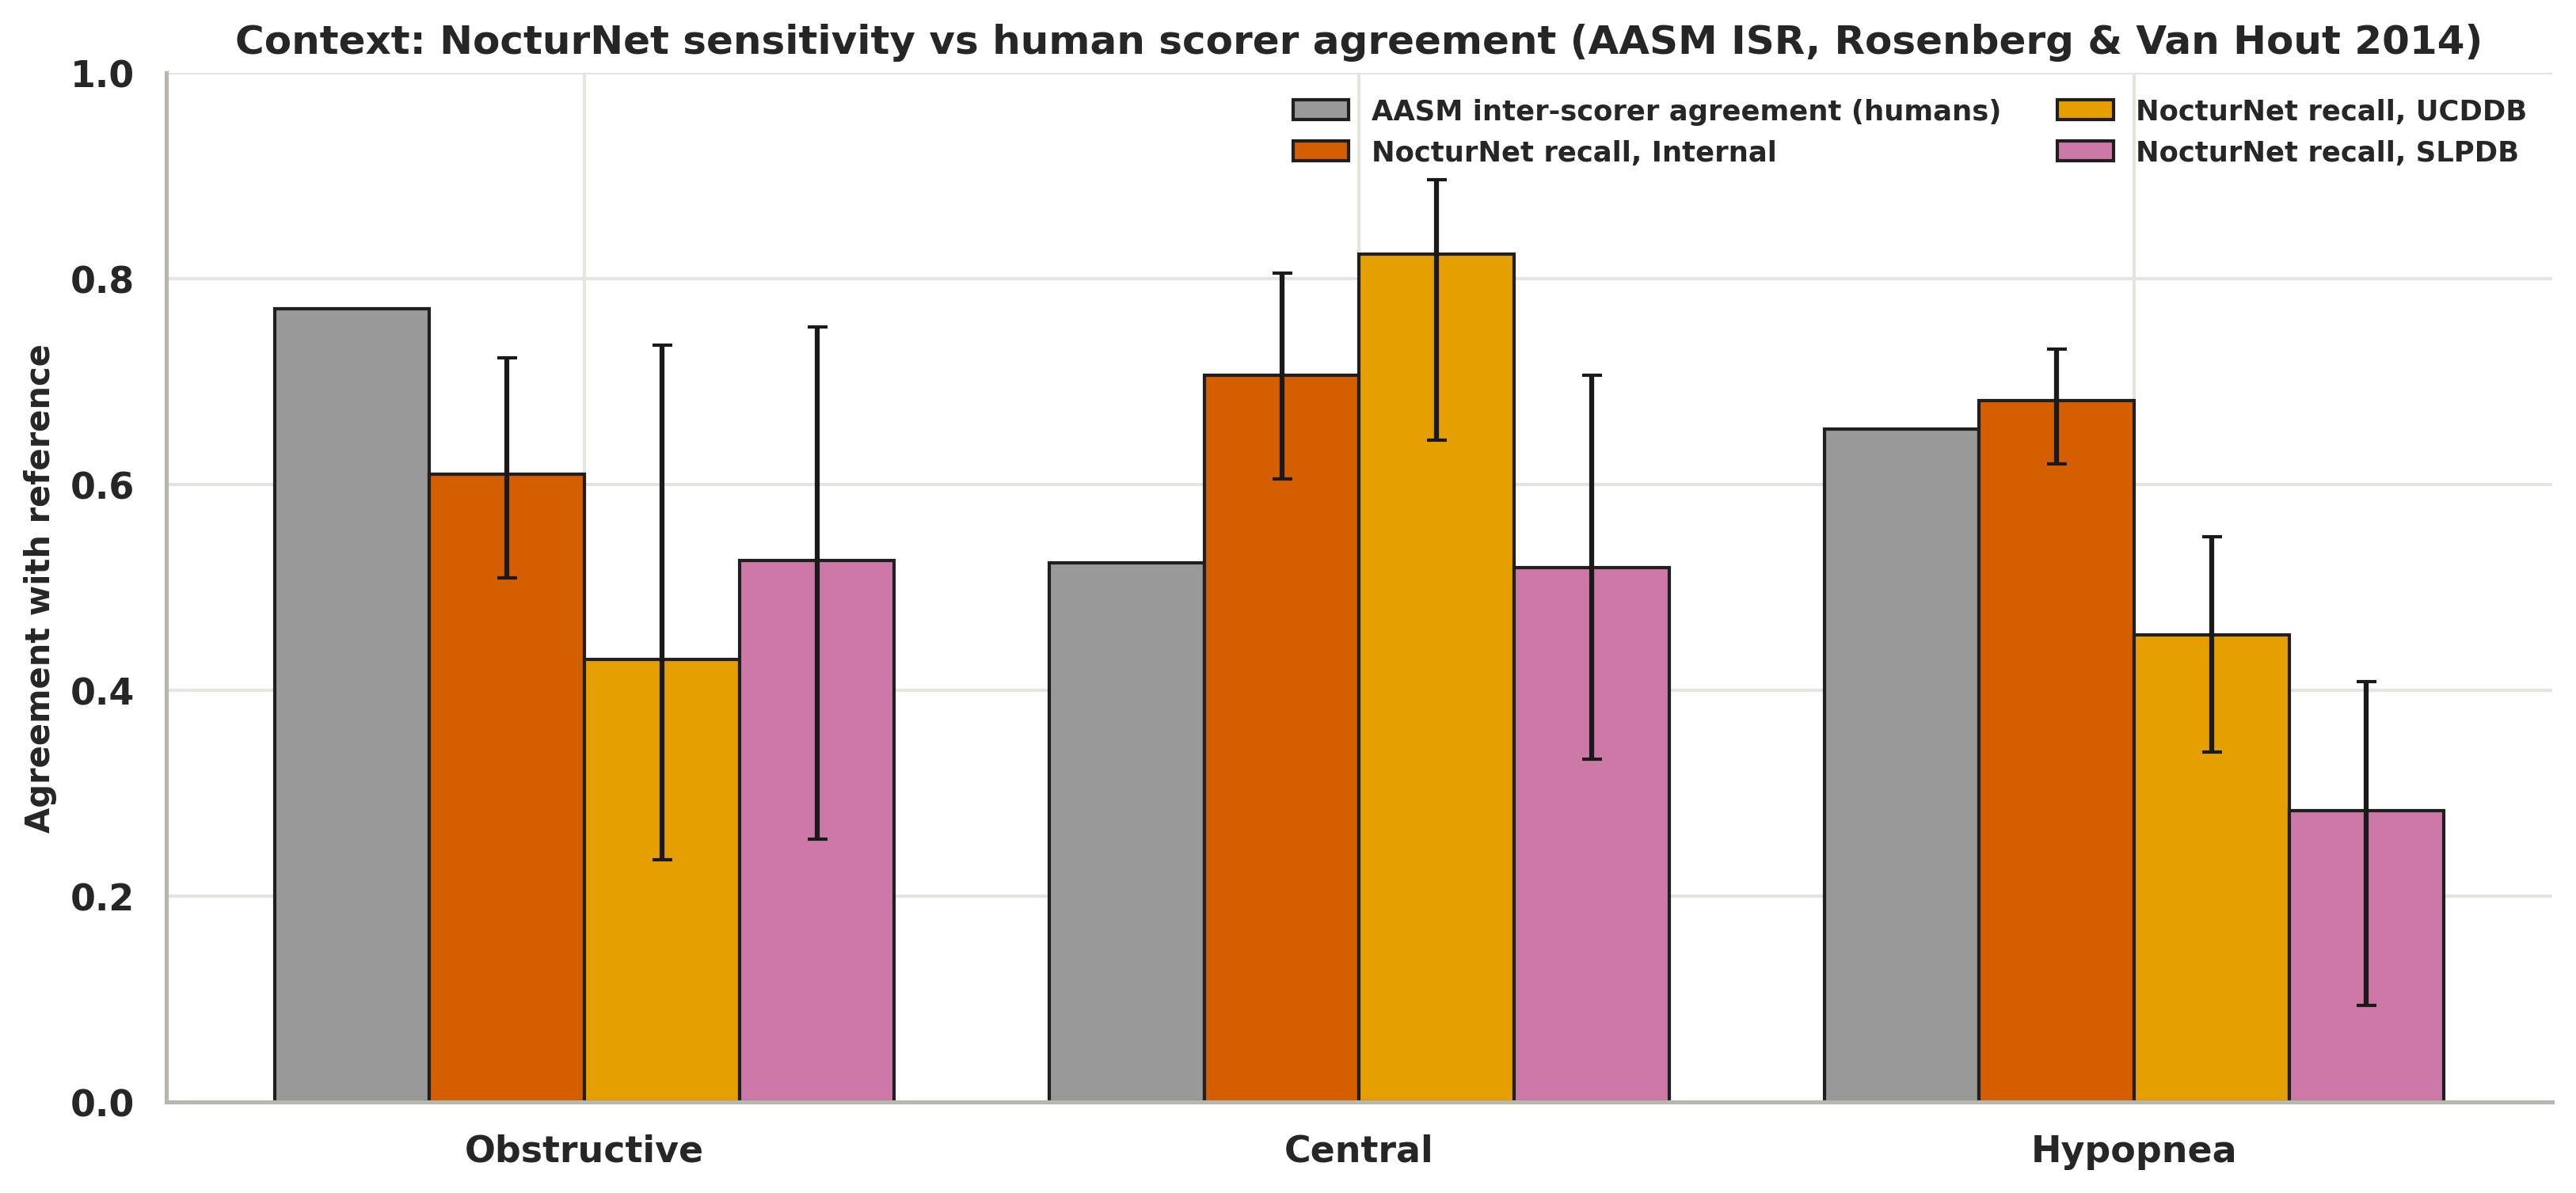 Context: NocturNet sensitivity vs human scorer agreement (AASM ISR, Rosenberg & Van Hout 2014)
AASM inter-scorer agreement (humans)
NocturNet recall, Internal
NocturNet recall, UCDDB
NocturNet recall, SLPDB
Agreement with reference
1.0
0.8
0.6
0.4
0.2
0.0
Obstructive
Central
Hypopnea